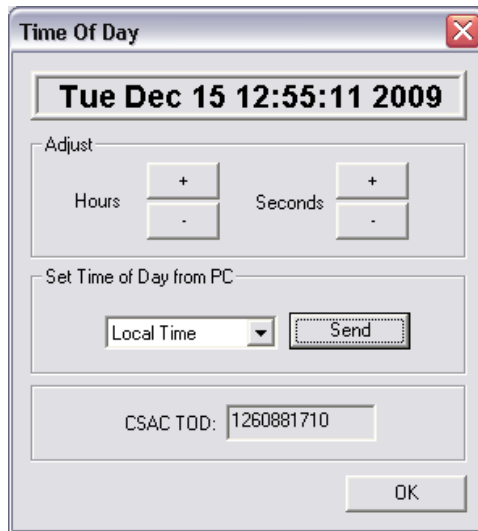 Time Of Day
Tue Dec 15 12:55:11 2009
Adjust
Hours + - Seconds + -
Set Time of Day from PC
Local Time Send
CSAC TOD: 1260881710
OK